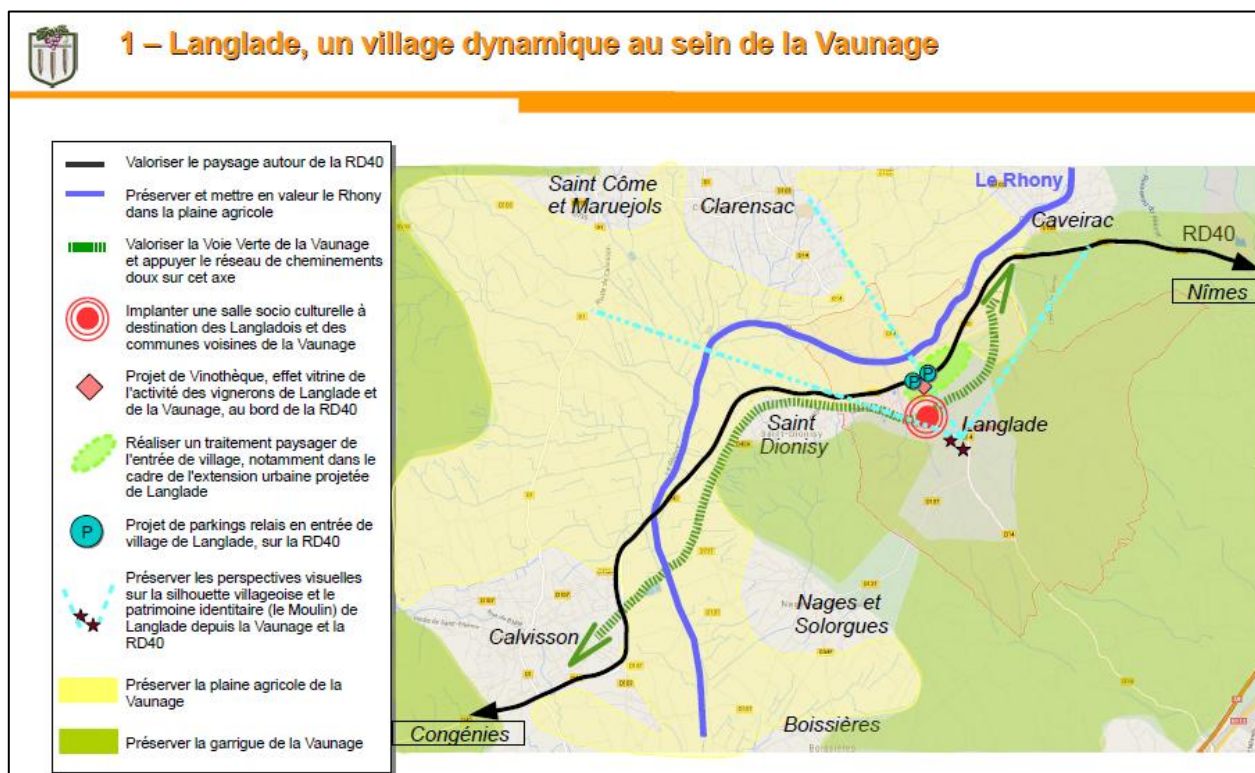 1 – Langlade, un village dynamique au sein de la Vaunage
Valoriser le paysage autour de la RD40
Préserver et mettre en valeur le Rhony
dans la plaine agricole
Valoriser la Voie Verte de la Vaunage
et appuyer le réseau de cheminements
doux sur cet axe
Implanter une salle socio culturelle à
destination des Langladois et des
communes voisines de la Vaunage
Projet de Vinothèque, effet vitrine de
l'activité des vignerons de Langlade et
de la Vaunage, au bord de la RD40
Réaliser un traitement paysager de
l'entrée de village, notamment dans le
cadre de l'extension urbaine projetée
de Langlade
P
Projet de parkings relais en entrée de
village de Langlade, sur la RD40
Préserver les perspectives visuelles
sur la silhouette villageoise et le
patrimoine identitaire (le Moulin) de
Langlade depuis la Vaunage et la
RD40
Préserver la plaine agricole de la
Vaunage
Préserver la garrigue de la Vaunage
Saint Côme
et Maruejols
Clarensac
Le Rhony
Caveirac
RD40
Nîmes
P
P
Saint
Dionisy
Langlade
Nages et
Solorgues
Calvisson
Congénies
Boissières
Boissières